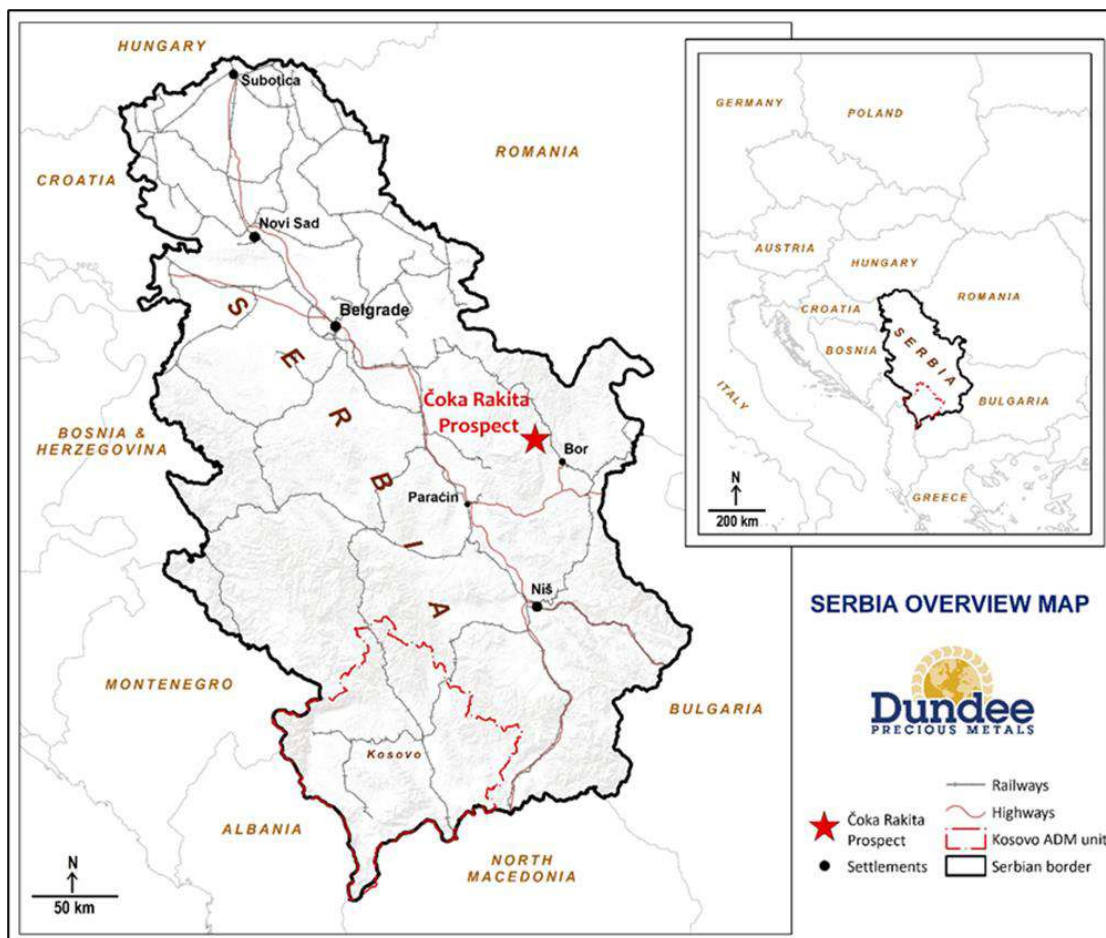 HUNGARY
Subotica
ROMANIA
CROATIA
Novi Sad
Belgrade
SERBIA
Čoka Rakita
Prospect
Bor
BOSNIA &
HERZEGOVINA
Paraćin
Niš
MONTENEGRO
BULGARIA
Kosovo
ALBANIA
NORTH
MACEDONIA
N
50 km
GERMANY
POLAND
AUSTRIA
HUNGARY
ROMANIA
CROATIA
BOSNIA
SERBIA
ITALY
BULGARIA
GREECE
N
200 km
SERBIA OVERVIEW MAP
Dundee
PRECIOUS METALS
Čoka Rakita
Prospect
Settlements
Railways
Highways
Kosovo ADM unit
Serbian border